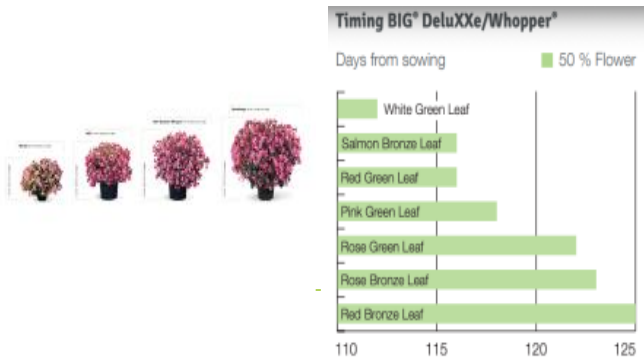 Timing BIG® DeluXXe/Whopper®
Days from sowing
50 % Flower
White Green Leaf
Salmon Bronze Leaf
Red Green Leaf
Pink Green Leaf
Rose Green Leaf
Rose Bronze Leaf
Red Bronze Leaf
110 115 120 125